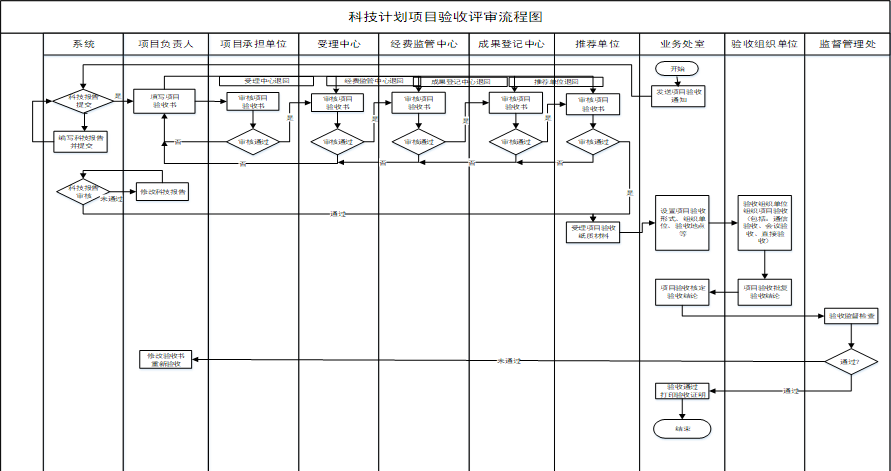 科技计划项目验收评审流程图
系统 项目负责人 项目承担单位 受理中心 经费监管中心 成果登记中心 推荐单位 业务处室 验收组织单位 监督管理处
开始
受理中心退回 经费监验中心退回 成果登记中心退回 推荐单位退回
科技报告
提交
是
填写项目
验收书
审核项目
验收书
是
审核项目
验收书
是
审核项目
验收书
是
审核项目
验收书
是
审核项目
验收书
发送项目验收
通知
编写科技报告
并提交
否
审核通过
审核通过
审核通过
审核通过
审核通过
否
否
否
否
是
科技报告
审核
未通过
修改科技报告
通过
受理项目验收
纸质材料
设置项目验收
形式、组织单
位、验收地点
等
验收组织单位
组织项目验收
(包括：通信
验收、会议验
收、直接验
收)
项目验收核定
验收结论
项目验收批复
验收结论
验收监督检查
修改验收书
重新验收
未通过
通过?
验收通过
打印验收证明
通过
结束